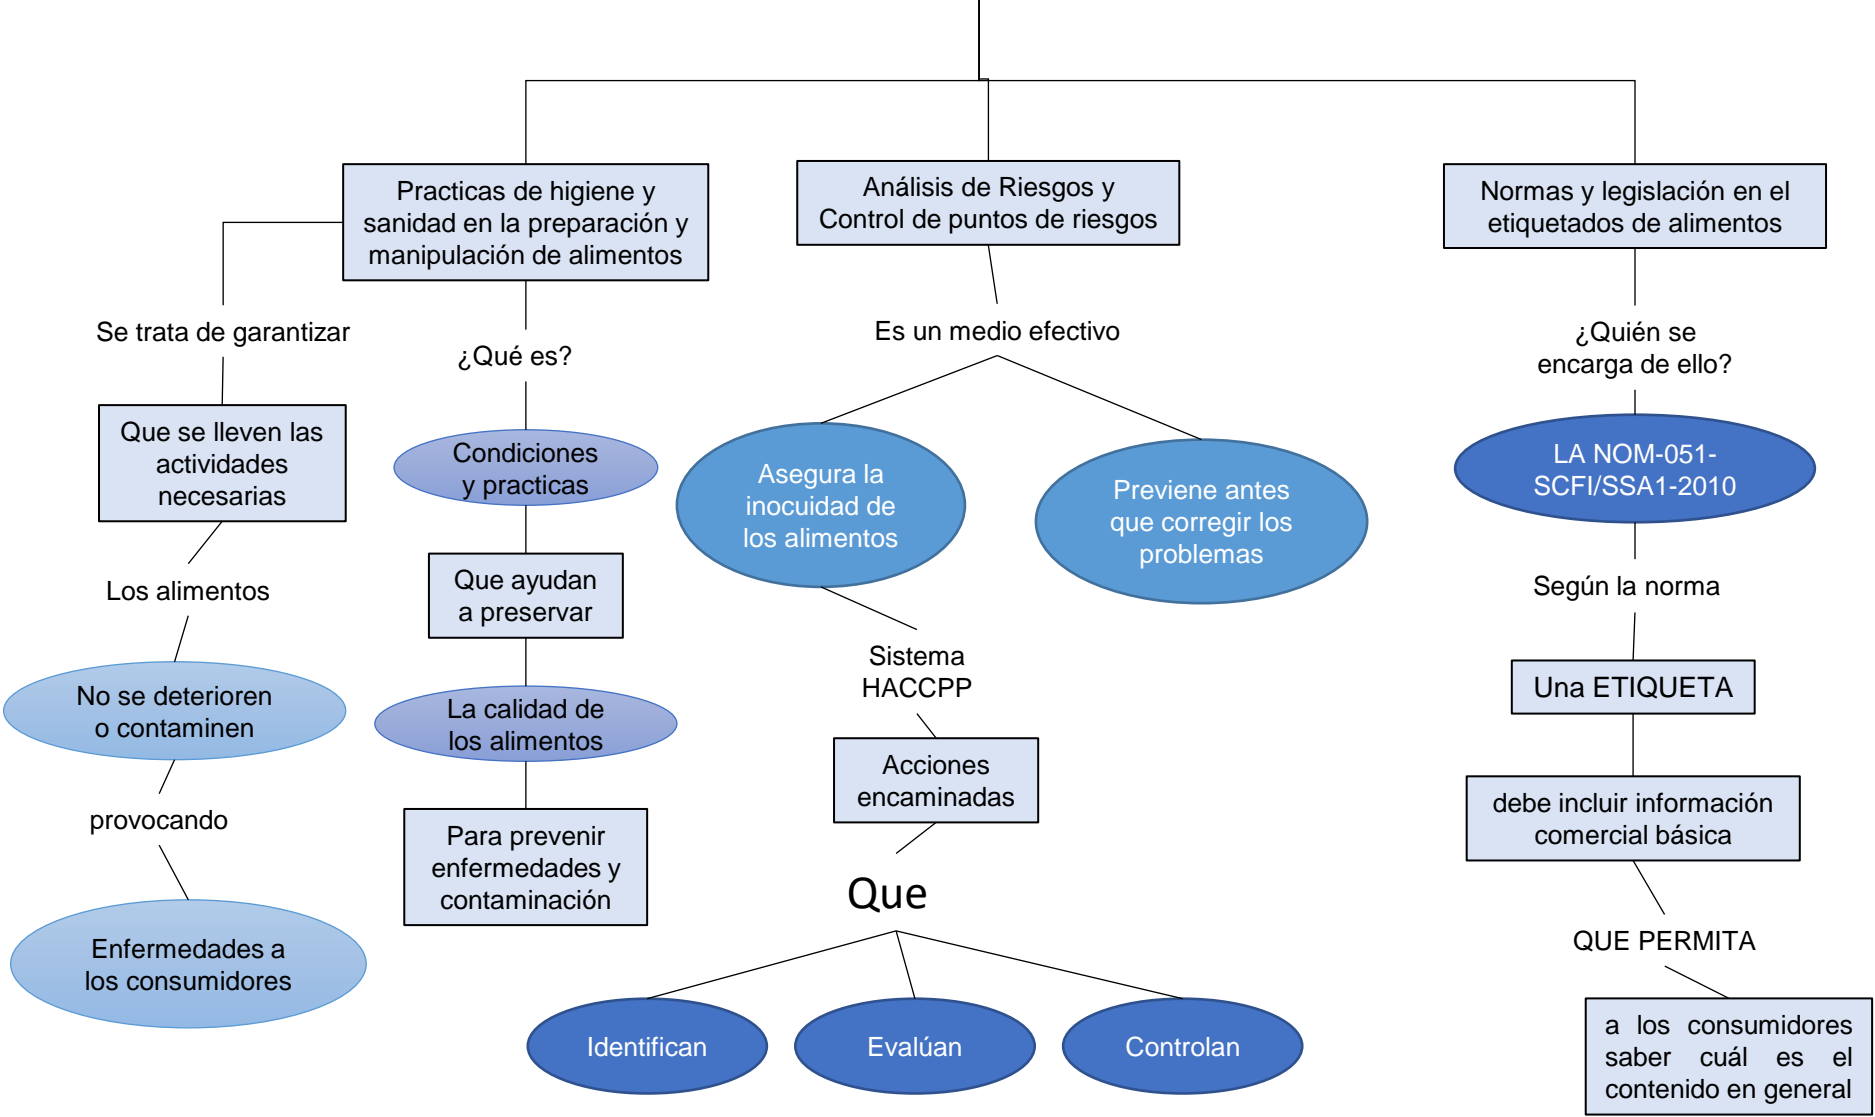 Practicas de higiene y
sanidad en la preparación y
manipulación de alimentos
Se trata de garantizar
Que se lleven las
actividades
necesarias
Los alimentos
No se deterioren
o contaminen
provocando
Enfermedades a
los consumidores
¿Qué es?
Condiciones
y practicas
Que ayudan
a preservar
La calidad de
los alimentos
Para prevenir
enfermedades y
contaminación
Análisis de Riesgos y
Control de puntos de riesgos
Es un medio efectivo
Asegura la
inocuidad de
los alimentos
Previene antes
que corregir los
problemas
Sistema
HACCPP
Acciones
encaminadas
Que
Identifican
Evalúan
Controlan
Normas y legislación en el
etiquetados de alimentos
¿Quién se
encarga de ello?
LA NOM-051-
SCFI/SSA1-2010
Según la norma
Una ETIQUETA
debe incluir información
comercial básica
QUE PERMITA
a los consumidores
saber cuál es el
contenido en general